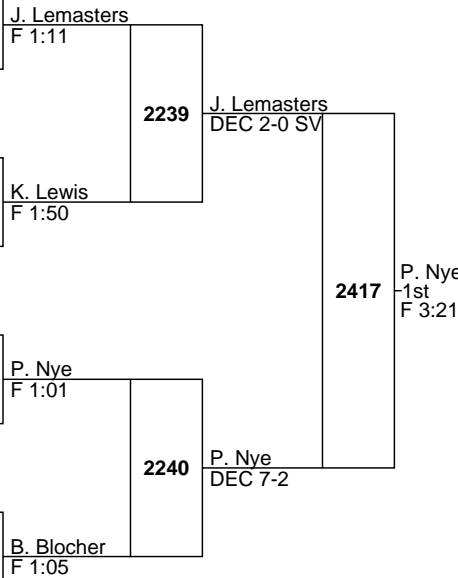 J. Lemasters
F 1:11
2239
J. Lemasters
DEC 2-0 SV
K. Lewis
F 1:50
2417
P. Nye
1st
F 3:21
P. Nye
F 1:01
2240
P. Nye
DEC 7-2
B. Blocher
F 1:05